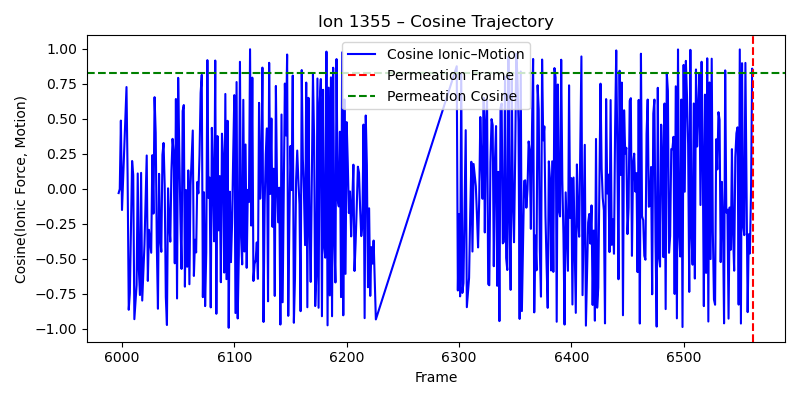 Ion 1355 – Cosine Trajectory
Cosine(Ionic Force, Motion)
1.00
0.75
0.50
0.25
0.00
−0.25
−0.50
−0.75
−1.00
Cosine Ionic–Motion
Permeation Frame
Permeation Cosine
6000 6100 6200 6300 6400 6500
Frame